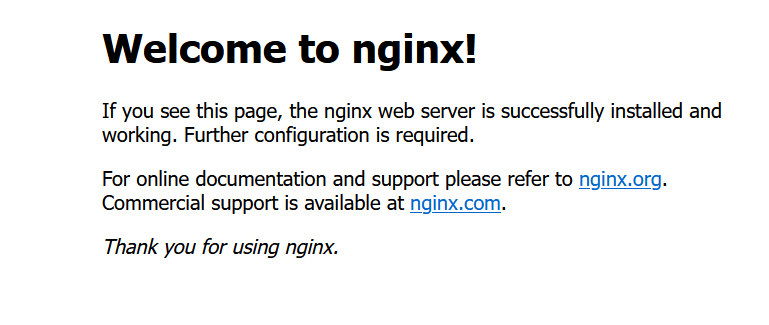 Welcome to nginx!
If you see this page, the nginx web server is successfully installed and
working. Further configuration is required.
For online documentation and support please refer to nginx.org.
Commercial support is available at nginx.com.
Thank you for using nginx.